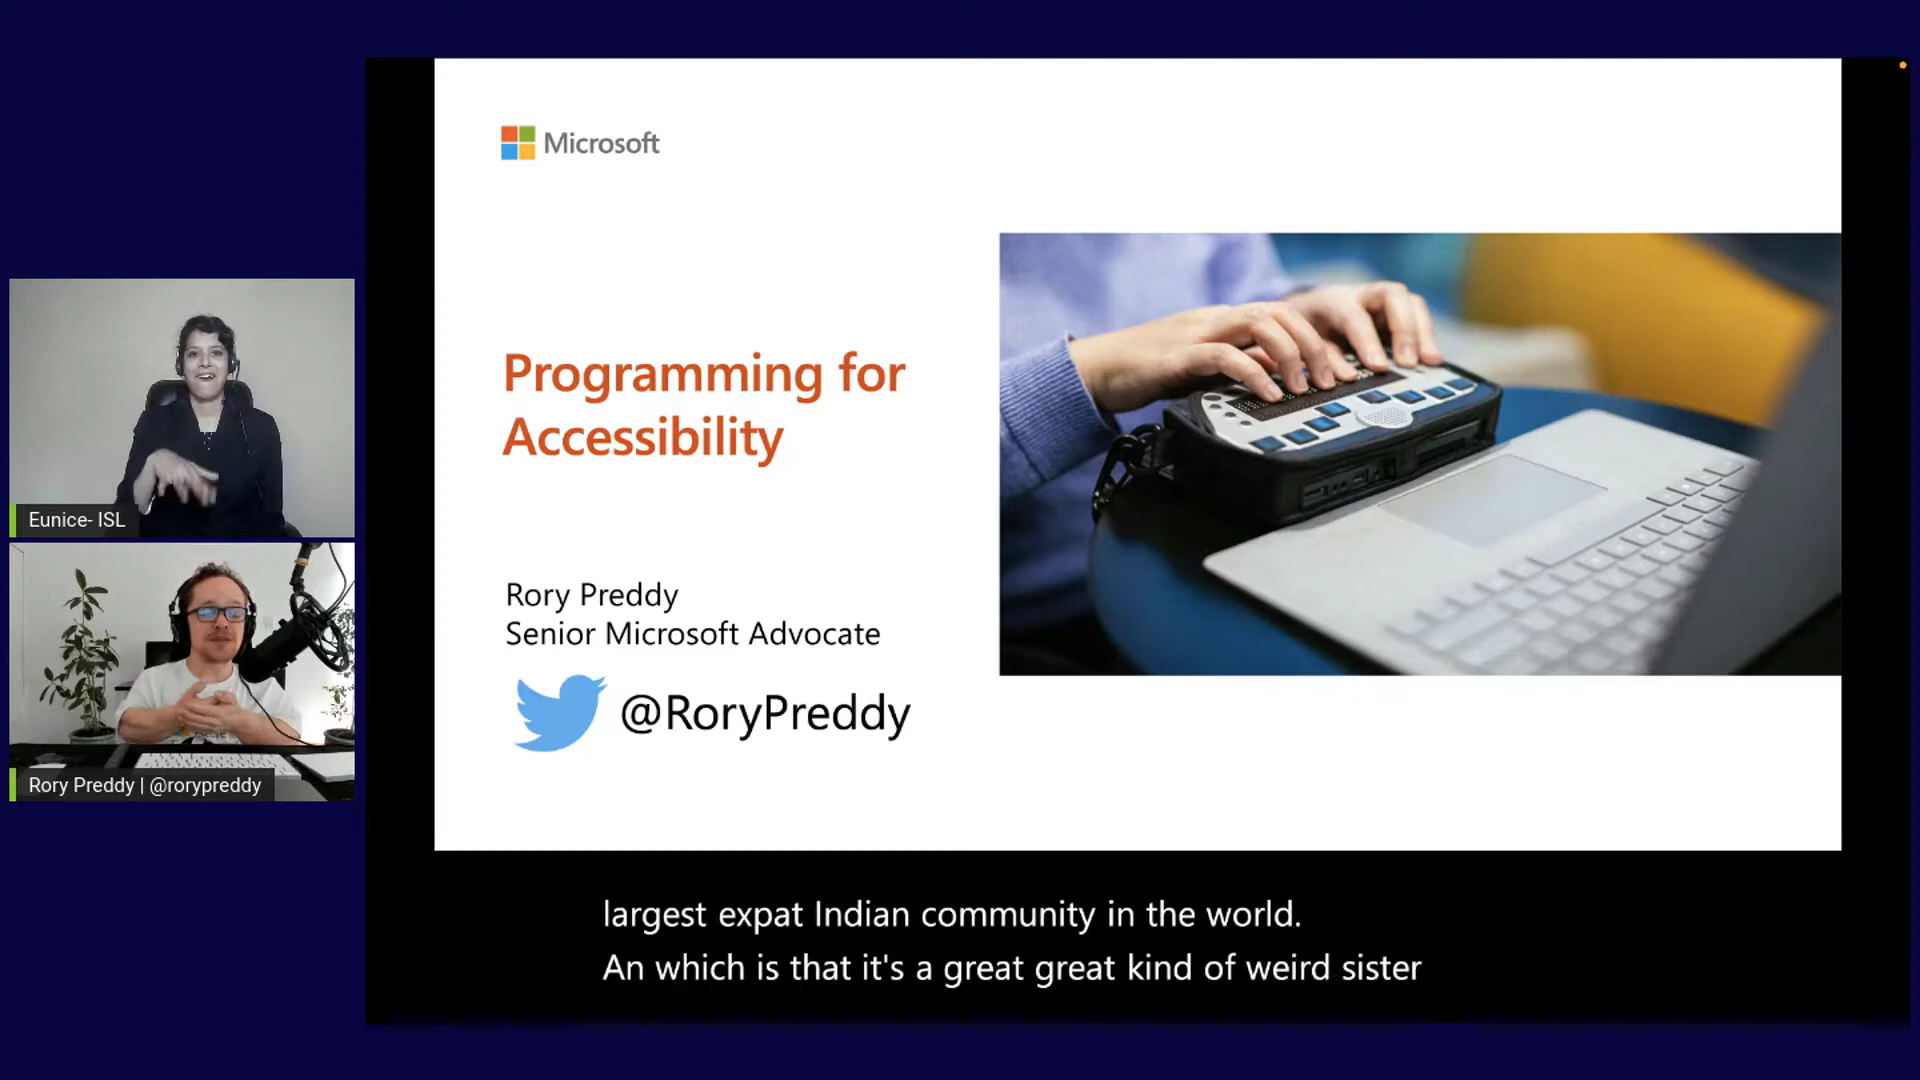 Microsoft
Programming for
Accessibility
Rory Preddy
Senior Microsoft Advocate
@RoryPreddy
Eunice- ISL
Rory Preddy | @rorypreddy
largest expat Indian community in the world.
An which is that it's a great great kind of weird sister